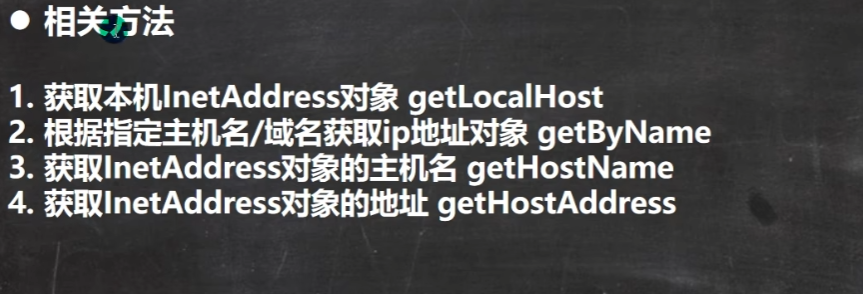 ● 相关方法
1. 获取本机InetAddress对象 getLocalHost
2. 根据指定主机名/域名获取ip地址对象 getByName
3. 获取InetAddress对象的主机名 getHostName
4. 获取InetAddress对象的地址 getHostAddress